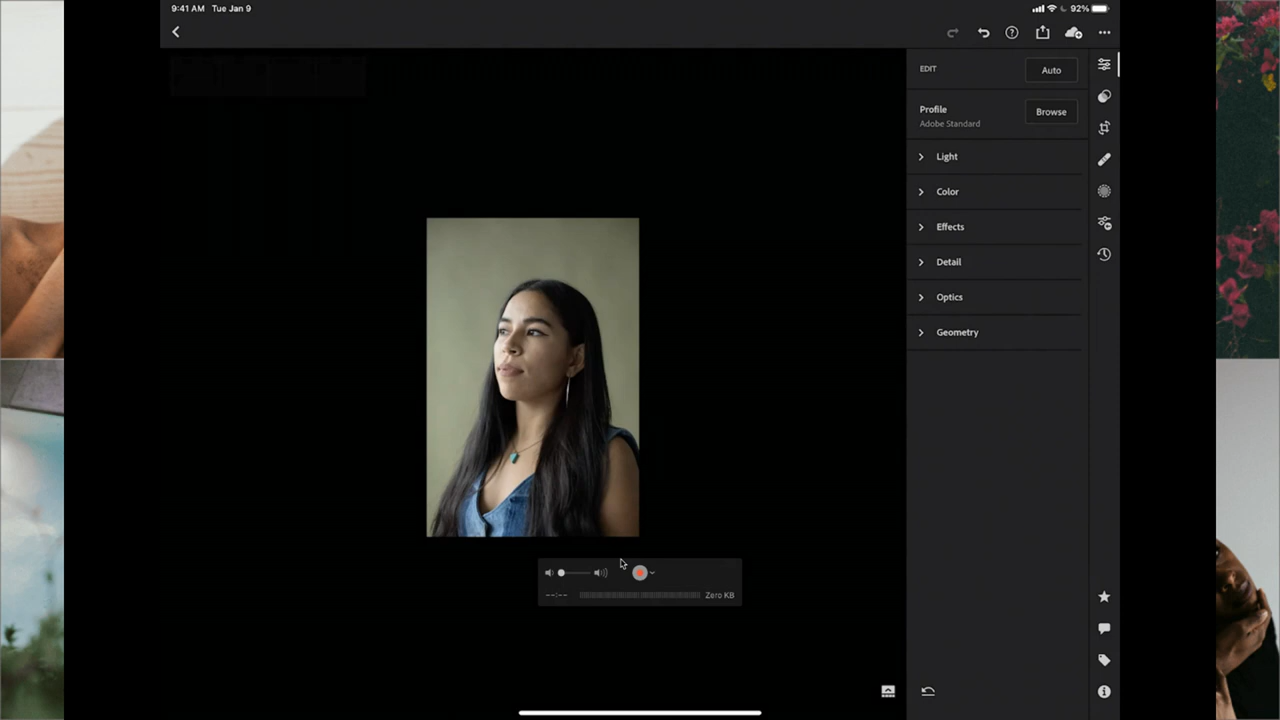 9:41 AM Tue Jan 9
92%
EDIT
Auto
Profile
Adobe Standard
Browse
Light
Color
Effects
Detail
Optics
Geometry
--:--
Zero KB